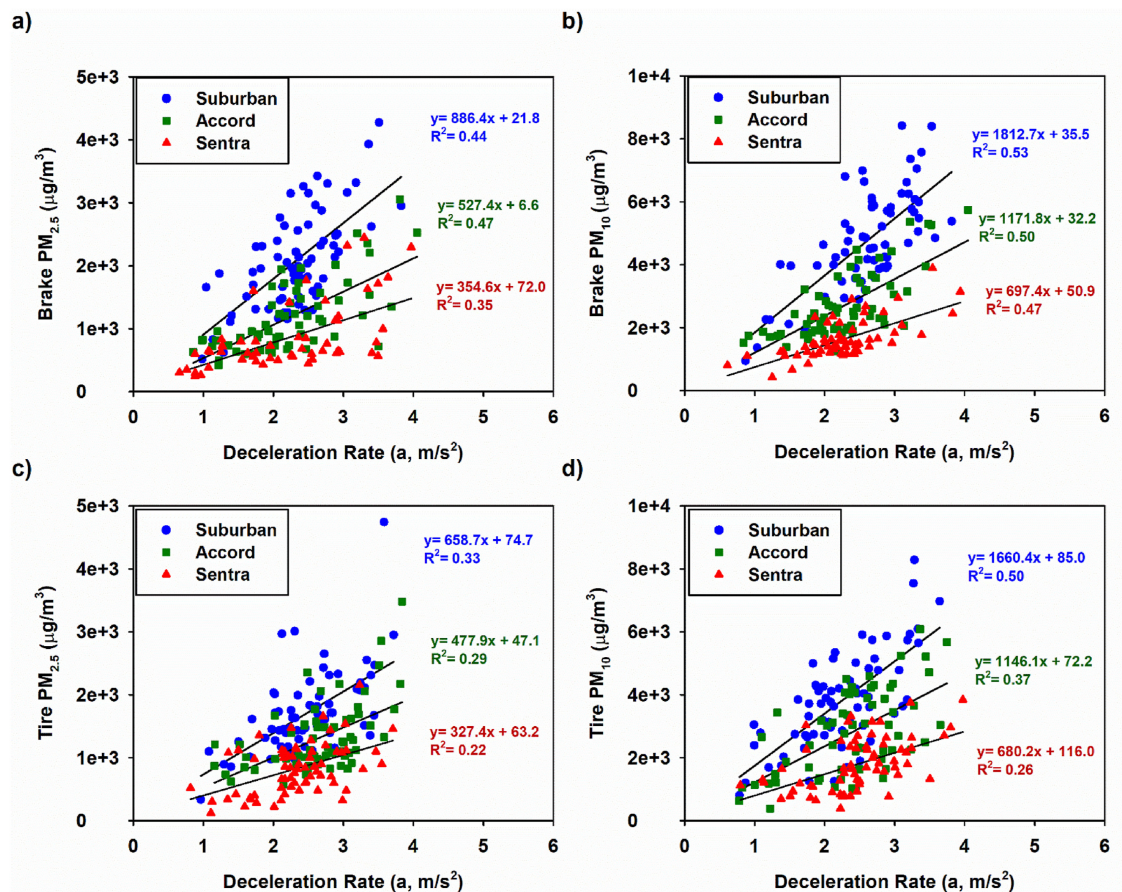 a)
5e+3
4e+3
3e+3
2e+3
1e+3
0
Brake PM2.5 (μg/m3)
Suburban
Accord
Sentra
y= 886.4x + 21.8
R2= 0.44
y= 527.4x + 6.6
R2= 0.47
y= 354.6x + 72.0
R2= 0.35
0 1 2 3 4 5 6
Deceleration Rate (a, m/s2)
b)
1e+4
8e+3
6e+3
4e+3
2e+3
0
Brake PM10 (μg/m3)
Suburban
Accord
Sentra
y= 1812.7x + 35.5
R2= 0.53
y= 1171.8x + 32.2
R2= 0.50
y= 697.4x + 50.9
R2= 0.47
0 1 2 3 4 5 6
Deceleration Rate (a, m/s2)
c)
5e+3
4e+3
3e+3
2e+3
1e+3
0
Tire PM2.5 (μg/m3)
Suburban
Accord
Sentra
y= 658.7x + 74.7
R2= 0.33
y= 477.9x + 47.1
R2= 0.29
y= 327.4x + 63.2
R2= 0.22
0 1 2 3 4 5 6
Deceleration Rate (a, m/s2)
d)
1e+4
8e+3
6e+3
4e+3
2e+3
0
Tire PM10 (μg/m3)
Suburban
Accord
Sentra
y= 1660.4x + 85.0
R2= 0.50
y= 1146.1x + 72.2
R2= 0.37
y= 680.2x + 116.0
R2= 0.26
0 1 2 3 4 5 6
Deceleration Rate (a, m/s2)